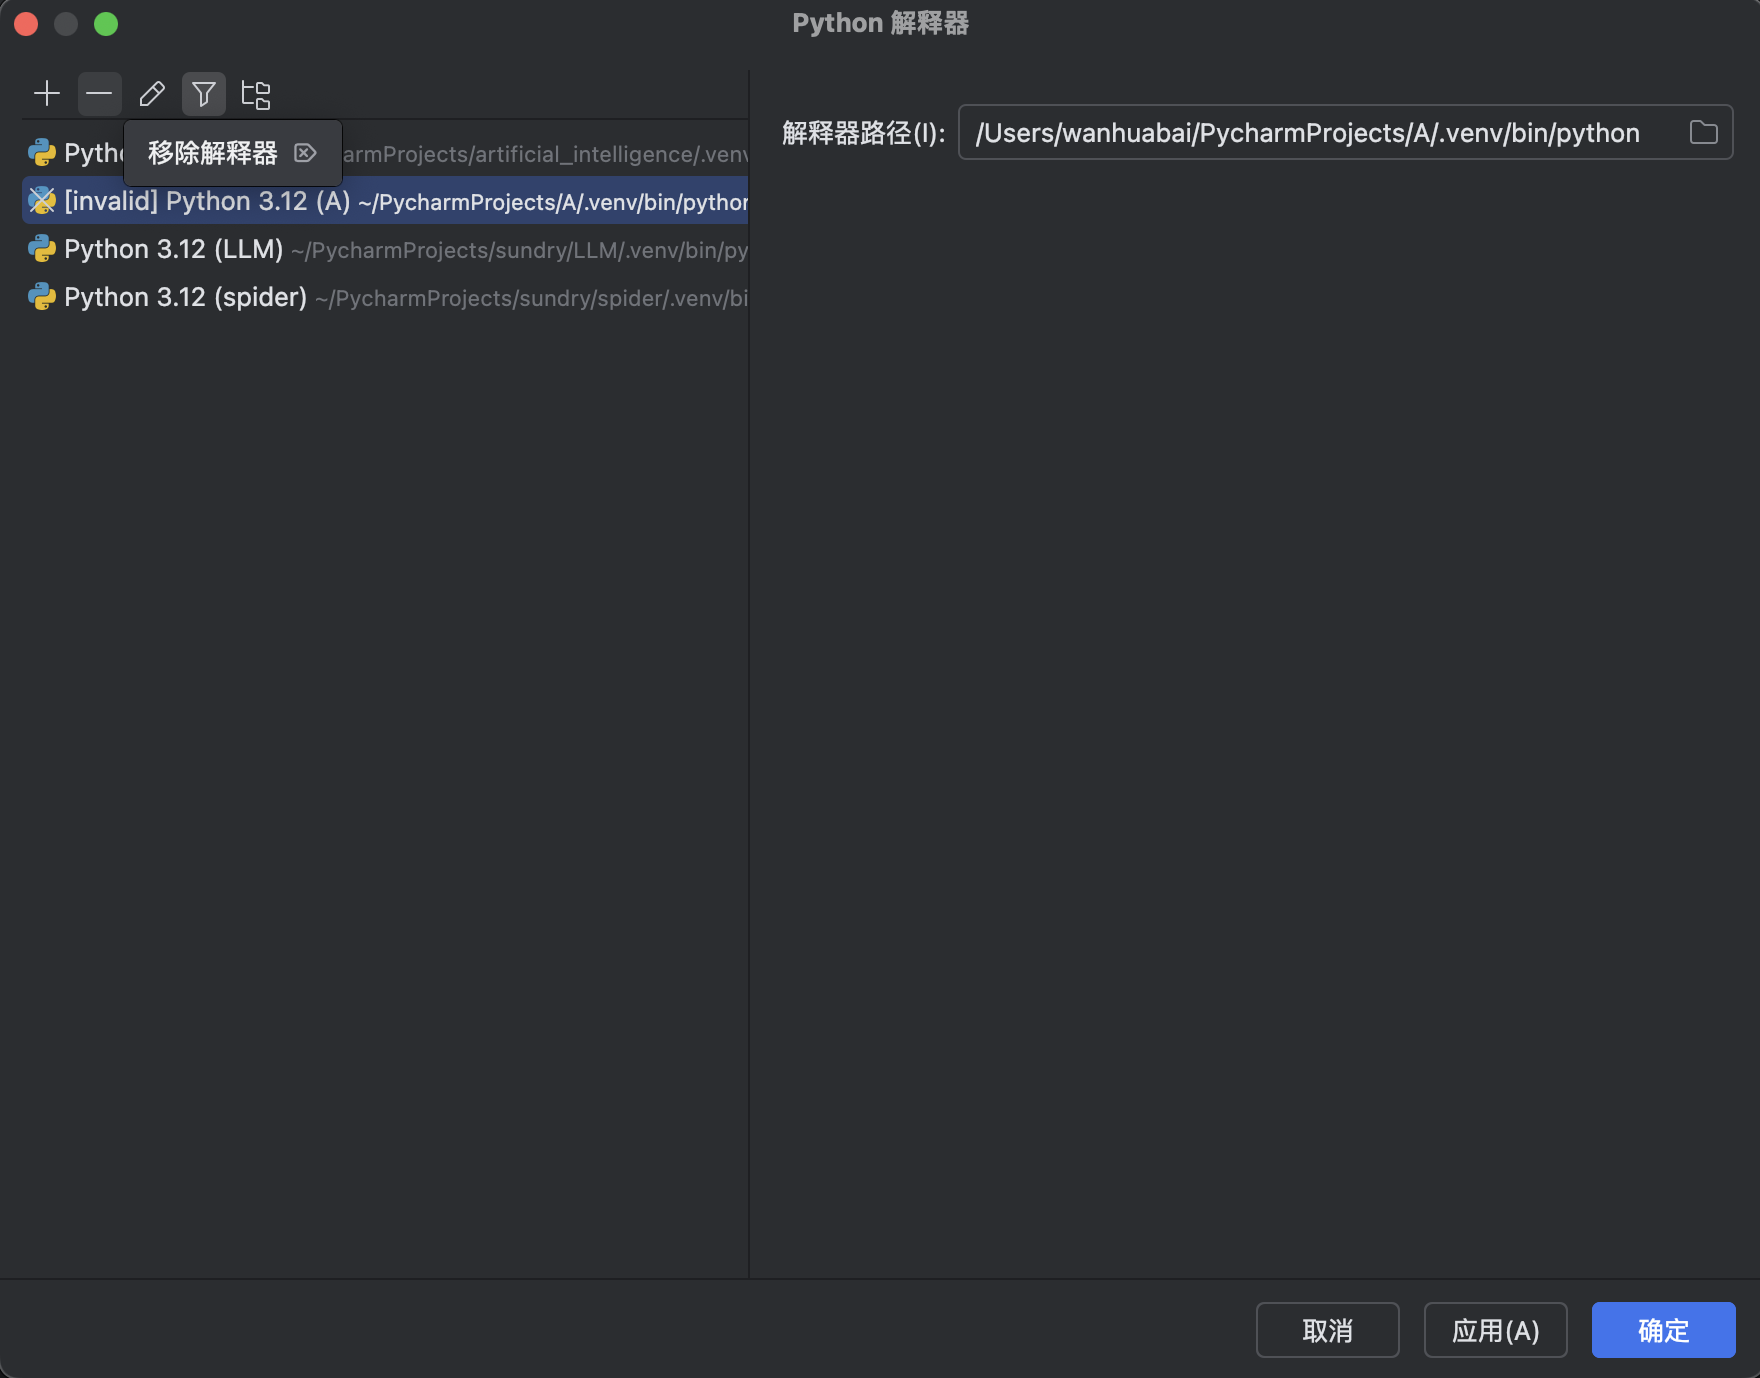 Python 解释器
移除解释器
armProjects/artificial_intelligence/.venv
[invalid] Python 3.12 (A) ~/PycharmProjects/A/.venv/bin/python
Python 3.12 (LLM) ~/PycharmProjects/sundry/LLM/.venv/bin/py
Python 3.12 (spider) ~/PycharmProjects/sundry/spider/.venv/bi
解释器路径(I): /Users/wanhuabai/PycharmProjects/A/.venv/bin/python
取消
应用(A)
确定